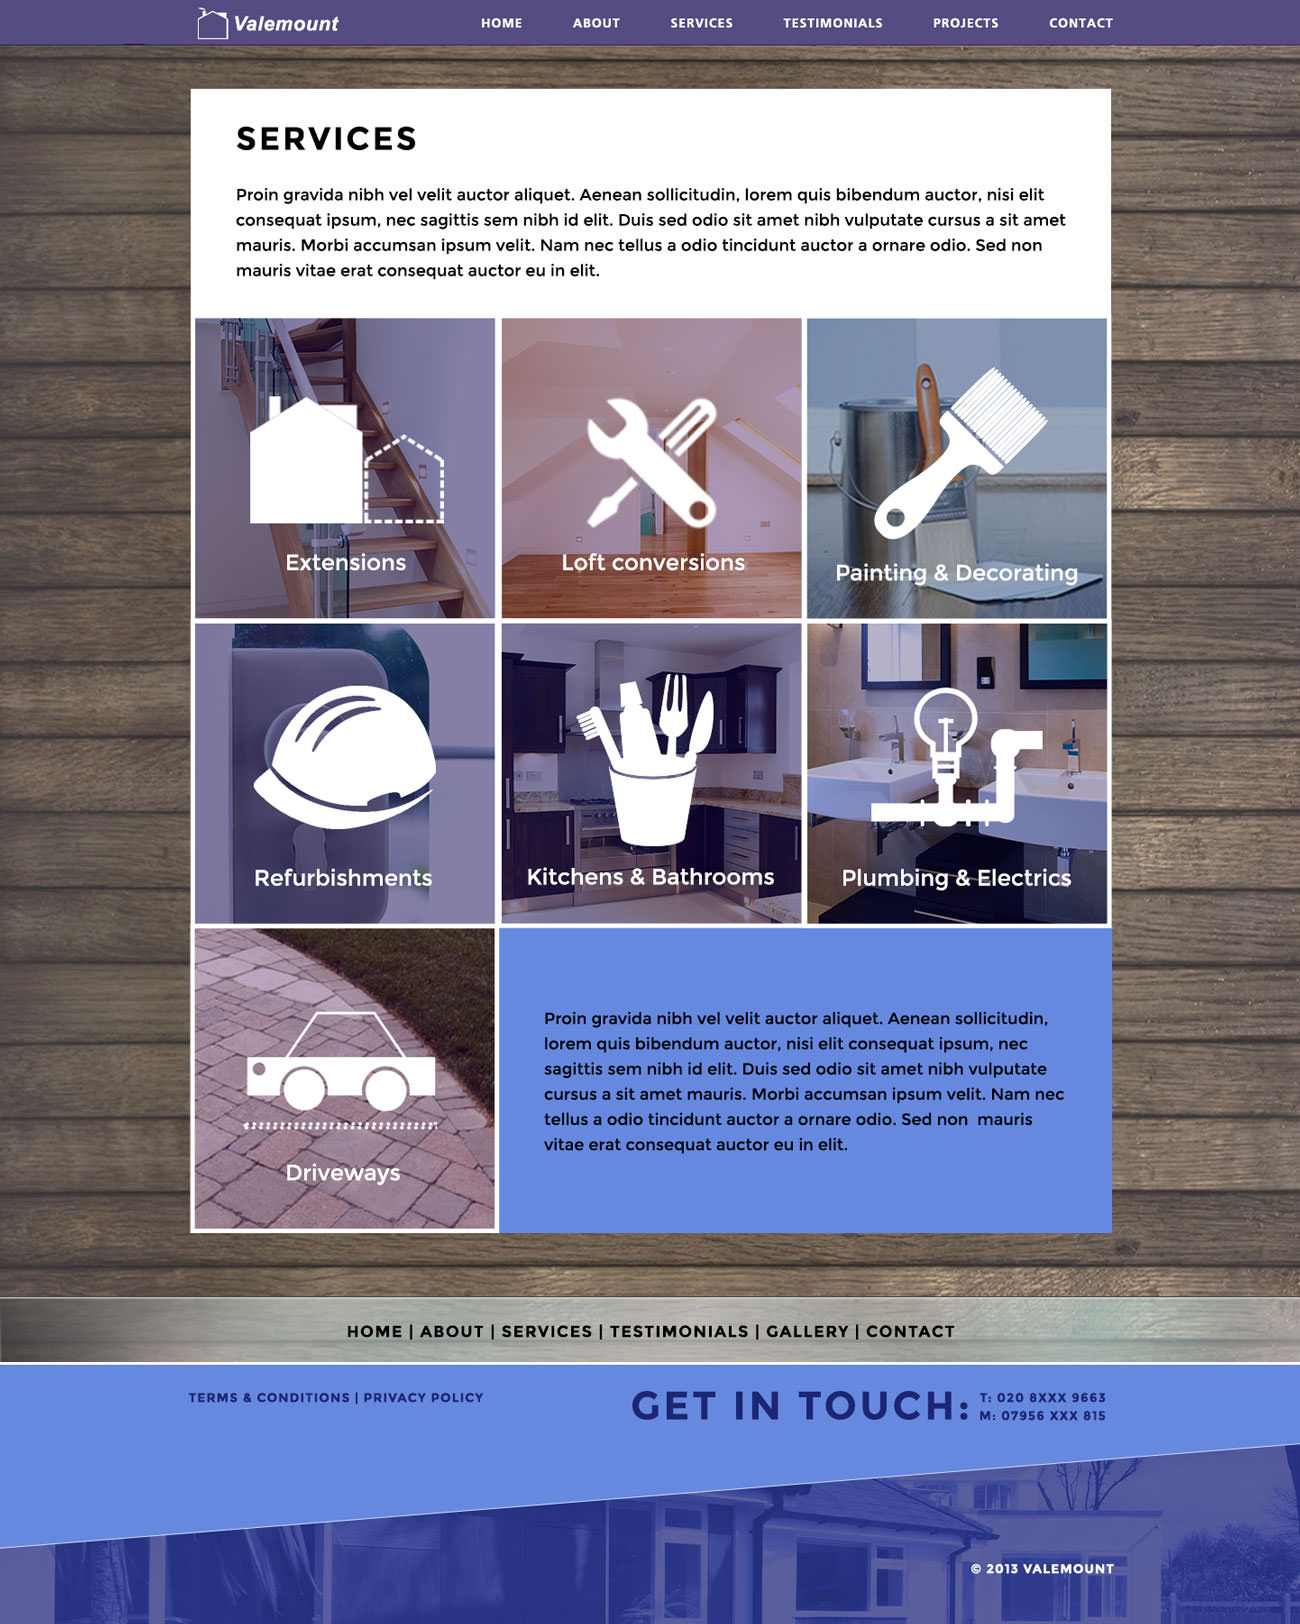 Valemount
HOME ABOUT SERVICES TESTIMONIALS PROJECTS CONTACT
SERVICES
Proin gravida nibh vel velit auctor aliquet. Aenean sollicitudin, lorem quis bibendum auctor, nisi elit
consequat ipsum, nec sagittis sem nibh id elit. Duis sed odio sit amet nibh vulputate cursus a sit amet
mauris. Morbi accumsan ipsum velit. Nam nec tellus a odio tincidunt auctor a ornare odio. Sed non
mauris vitae erat consequat auctor eu in elit.
Extensions
Loft conversions
Painting & Decorating
Refurbishments
Kitchens & Bathrooms
Plumbing & Electrics
Driveways
Proin gravida nibh vel velit auctor aliquet. Aenean sollicitudin,
lorem quis bibendum auctor, nisi elit consequat ipsum, nec
sagittis sem nibh id elit. Duis sed odio sit amet nibh vulputate
cursus a sit amet mauris. Morbi accumsan ipsum velit. Nam nec
tellus a odio tincidunt auctor a ornare odio. Sed non  mauris
vitae erat consequat auctor eu in elit.
HOME | ABOUT | SERVICES | TESTIMONIALS | GALLERY | CONTACT
TERMS & CONDITIONS | PRIVACY POLICY
GET IN TOUCH:
T: 020 8XXX 9663
M: 07956 XXX 815
© 2013 VALEMOUNT